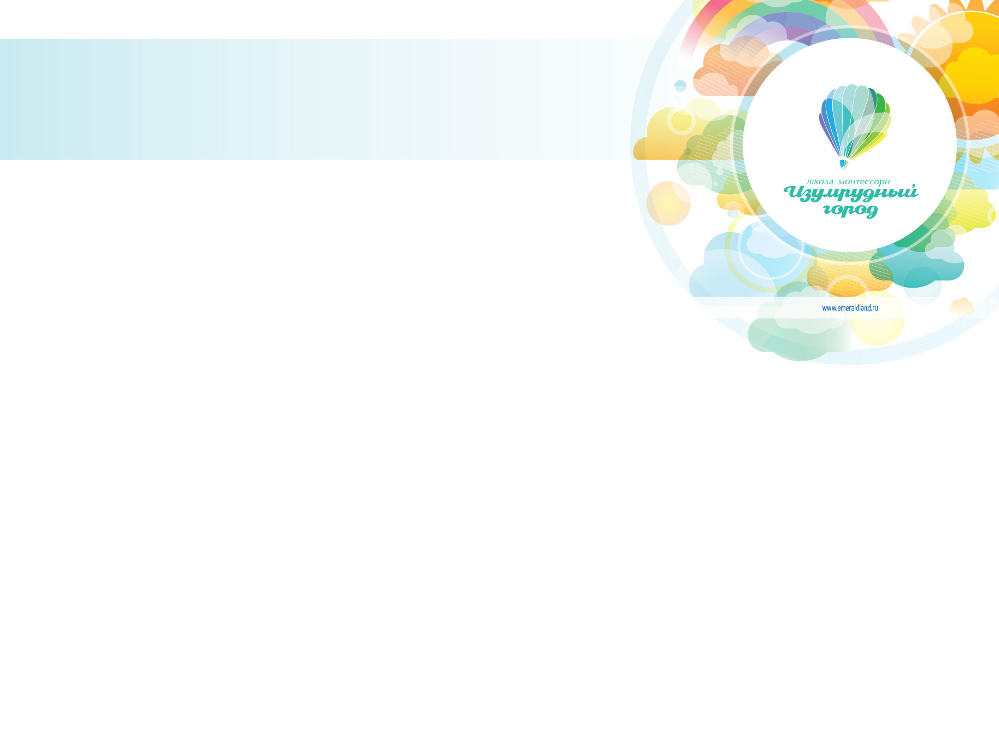 школа монтессори
Изумрудный
город
www.emeraldland.ru